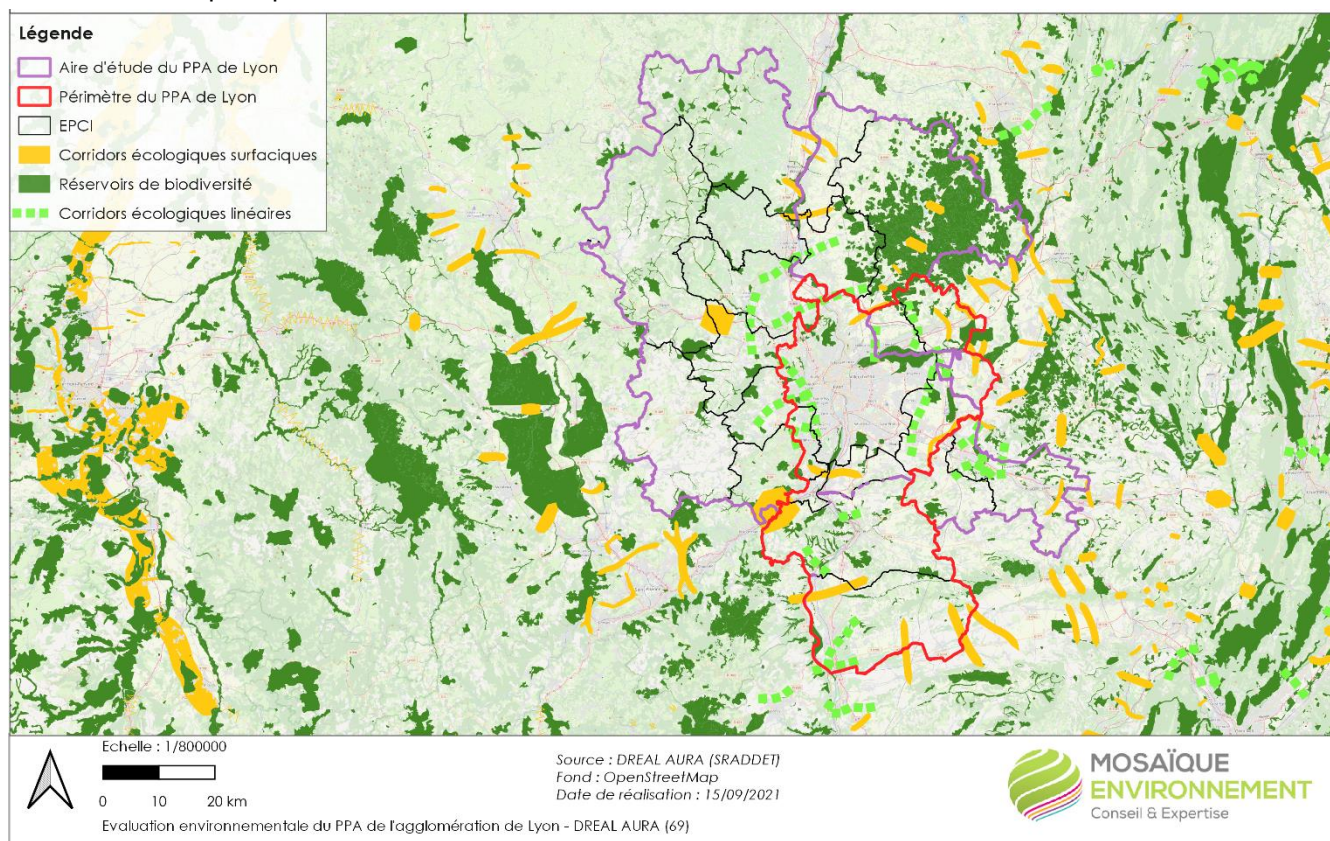 Légende
Aire d'étude du PPA de Lyon
Périmètre du PPA de Lyon
EPCI
Corridors écologiques surfaciques
Réservoirs de biodiversité
Corridors écologiques linéaires
Echelle : 1/800000
0 10 20 km
Evaluation environnementale du PPA de l'agglomération de Lyon - DREAL AURA (69)
Source : DREAL AURA (SRADDET)
Fond : OpenStreetMap
Date de réalisation : 15/09/2021
MOSAÏQUE
ENVIRONNEMENT
Conseil & Expertise